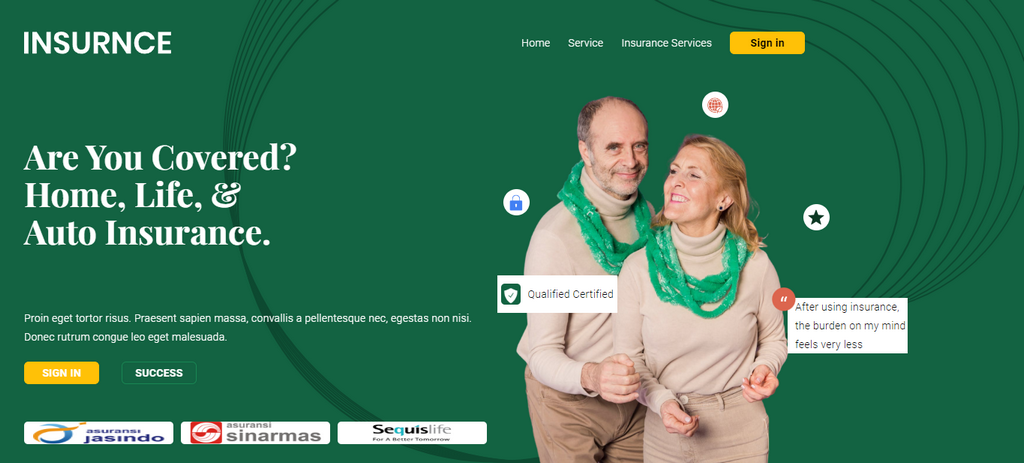 INSURNCE
Home
Service
Insurance Services
Sign in
Are You Covered?
Home, Life, &
Auto Insurance.
Proin eget tortor risus. Praesent sapien massa, convallis a pellentesque nec, egestas non nisi.
Donec rutrum congue leo eget malesuada.
SIGN IN
SUCCESS
asuransi
jasindo
asuransi
sinarmas
Sequislife
For A Better Tomorrow
Qualified Certified
“
After using insurance,
the burden on my mind
feels very less